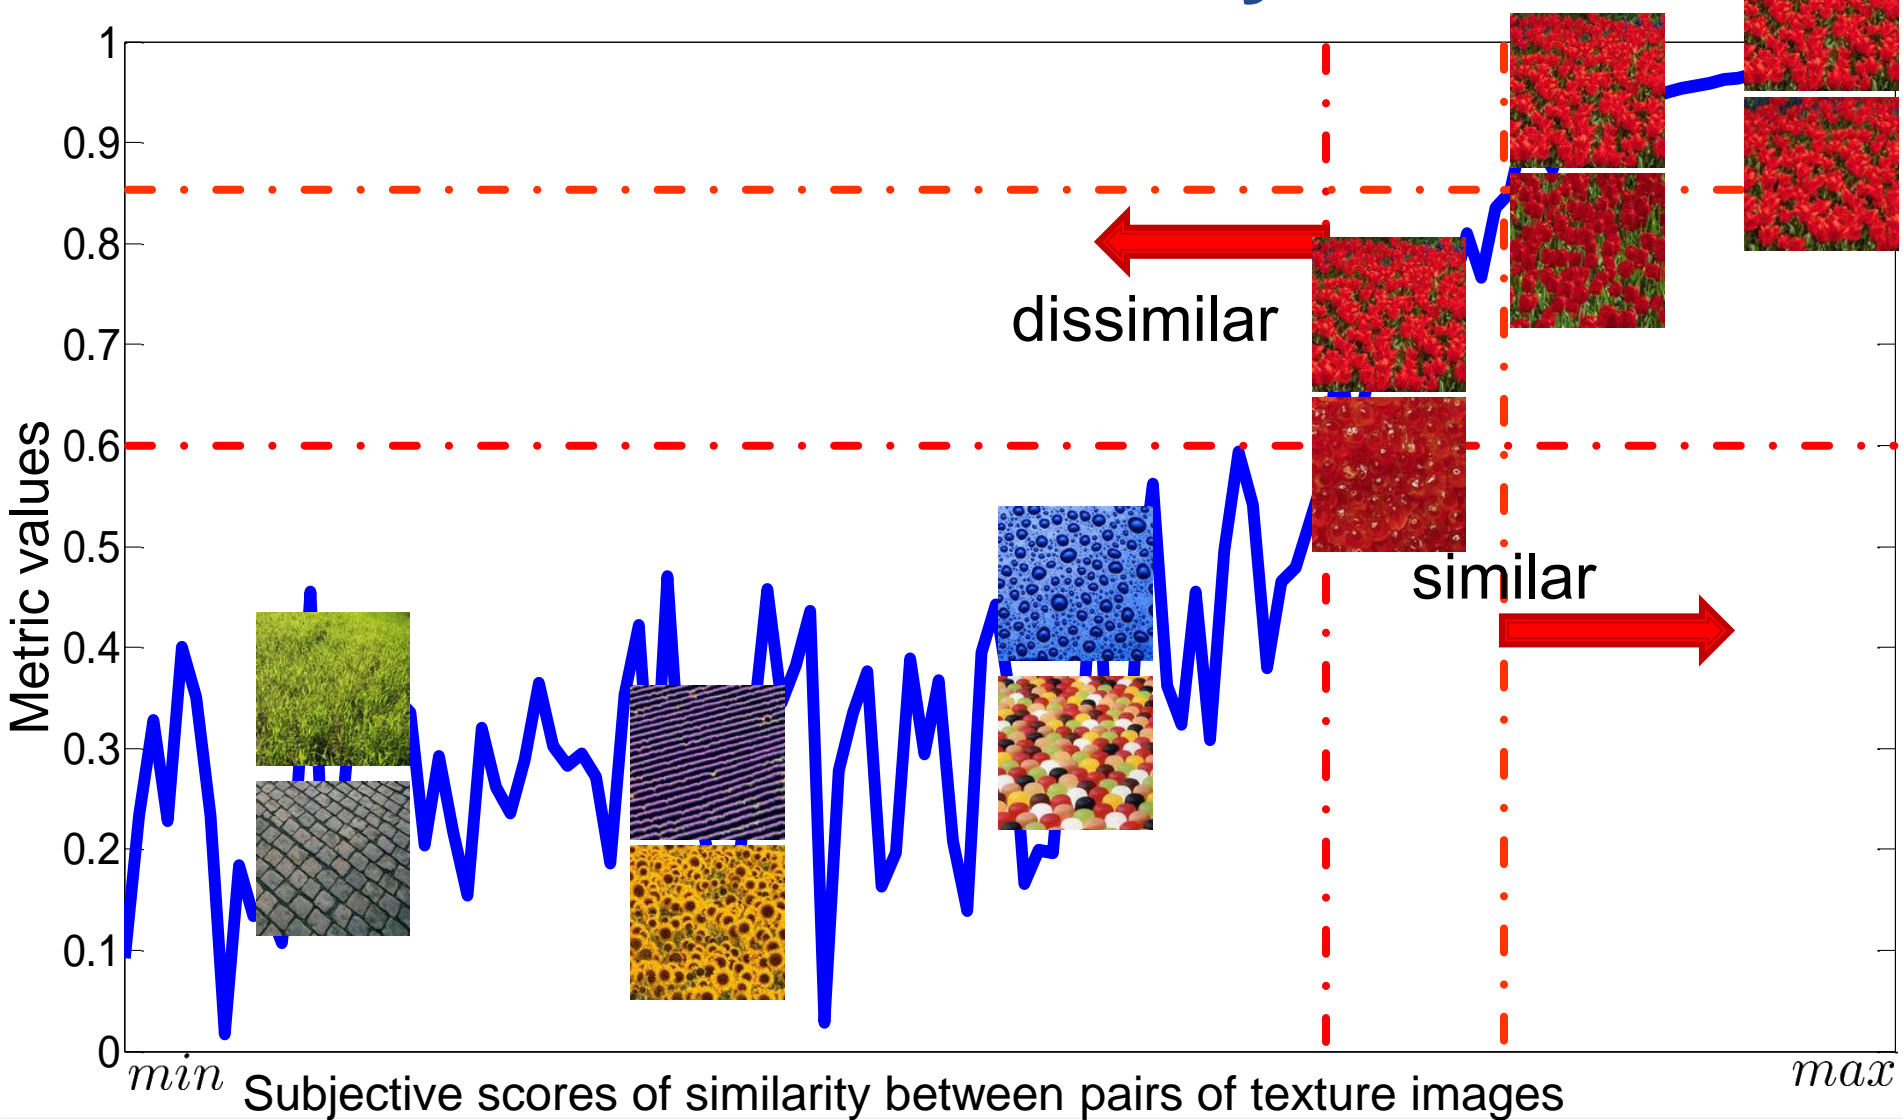 1
0.9
0.8
0.7
0.6
0.5
0.4
0.3
0.2
0.1
0
Metric values
dissimilar
similar
min
max
Subjective scores of similarity between pairs of texture images